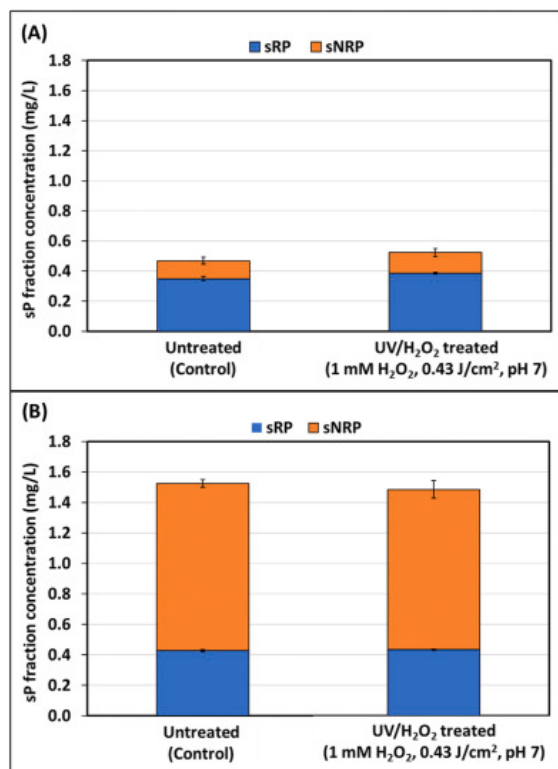 (A)
sRP sNRP
sP fraction concentration (mg/L)
1.8
1.6
1.4
1.2
1.0
0.8
0.6
0.4
0.2
0.0
Untreated
(Control)
UV/H₂O₂ treated
(1 mM H₂O₂, 0.43 J/cm², pH 7)
(B)
sRP sNRP
sP fraction concentration (mg/L)
1.8
1.6
1.4
1.2
1.0
0.8
0.6
0.4
0.2
0.0
Untreated
(Control)
UV/H₂O₂ treated
(1 mM H₂O₂, 0.43 J/cm², pH 7)